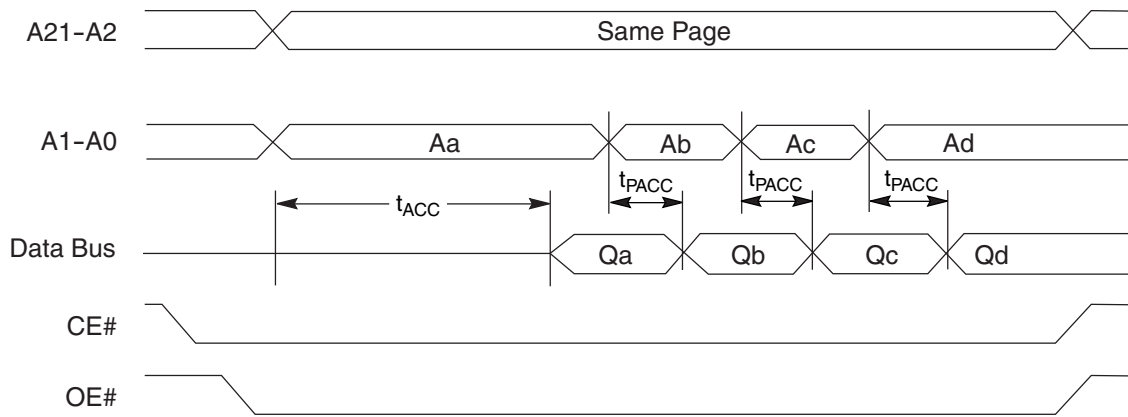 A21–A2 Same Page
A1–A0 Aa Ab Ac Ad
tACC tPACC tPACC tPACC
Data Bus Qa Qb Qc Qd
CE#
OE#